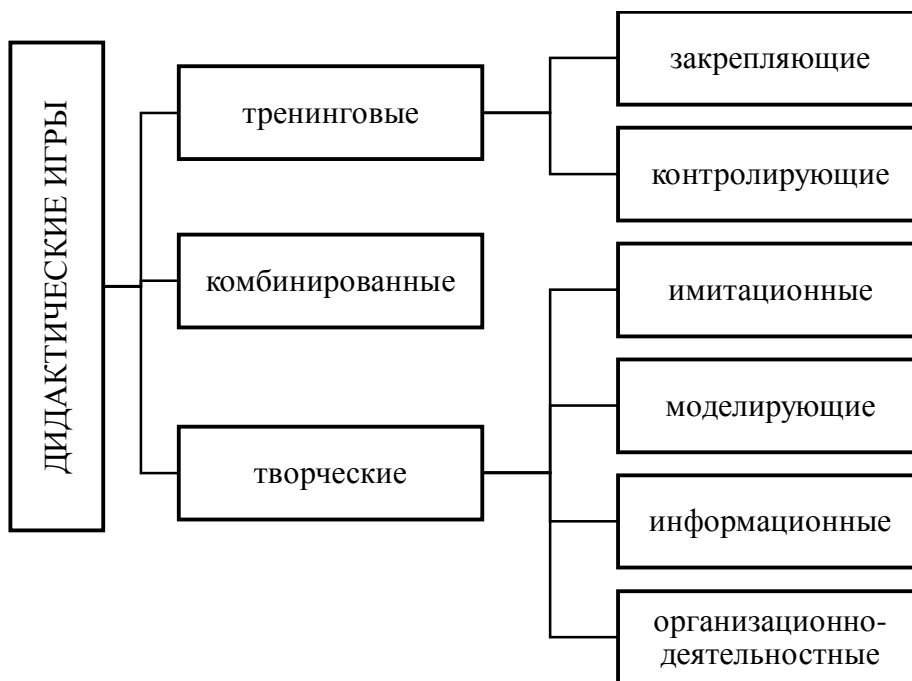 ДИДАКТИЧЕСКИЕ ИГРЫ
тренинговые
закрепляющие
контролирующие
комбинированные
творческие
имитационные
моделирующие
информационные
организационно-
деятельностные